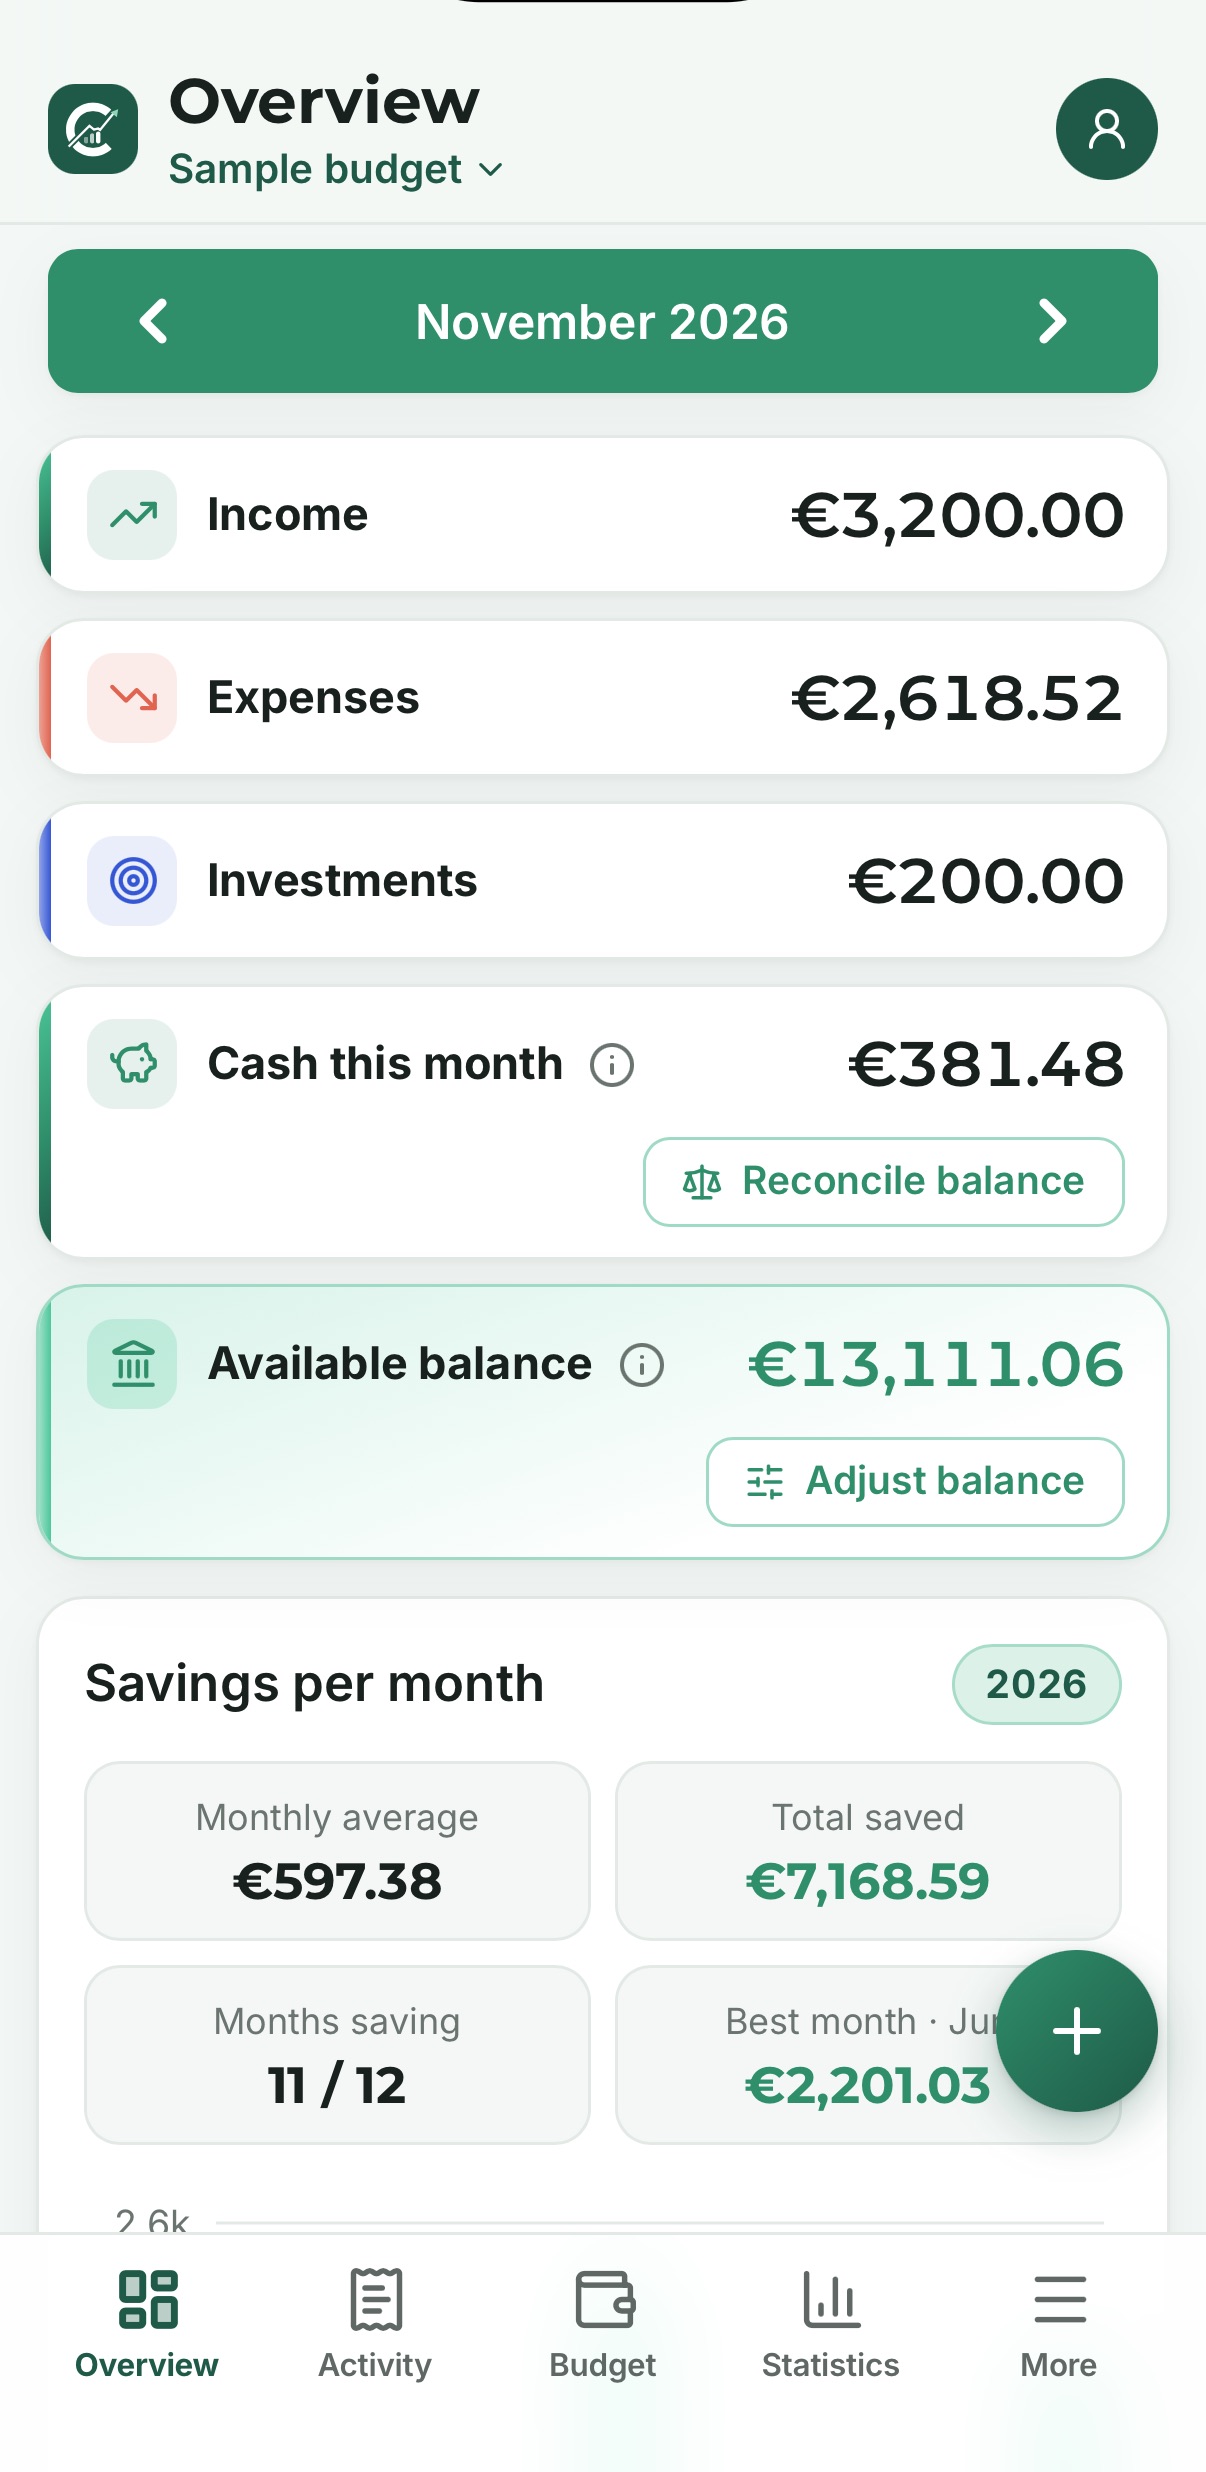 Overview
Sample budget
November 2026
Income
€3,200.00
Expenses
€2,618.52
Investments
€200.00
Cash this month
€381.48
Reconcile balance
Available balance
€13,111.06
Adjust balance
Savings per month
2026
Monthly average
€597.38
Total saved
€7,168.59
Months saving
11 / 12
Best month ·
€2,201.03
2.6k
Overview
Activity
Budget
Statistics
More